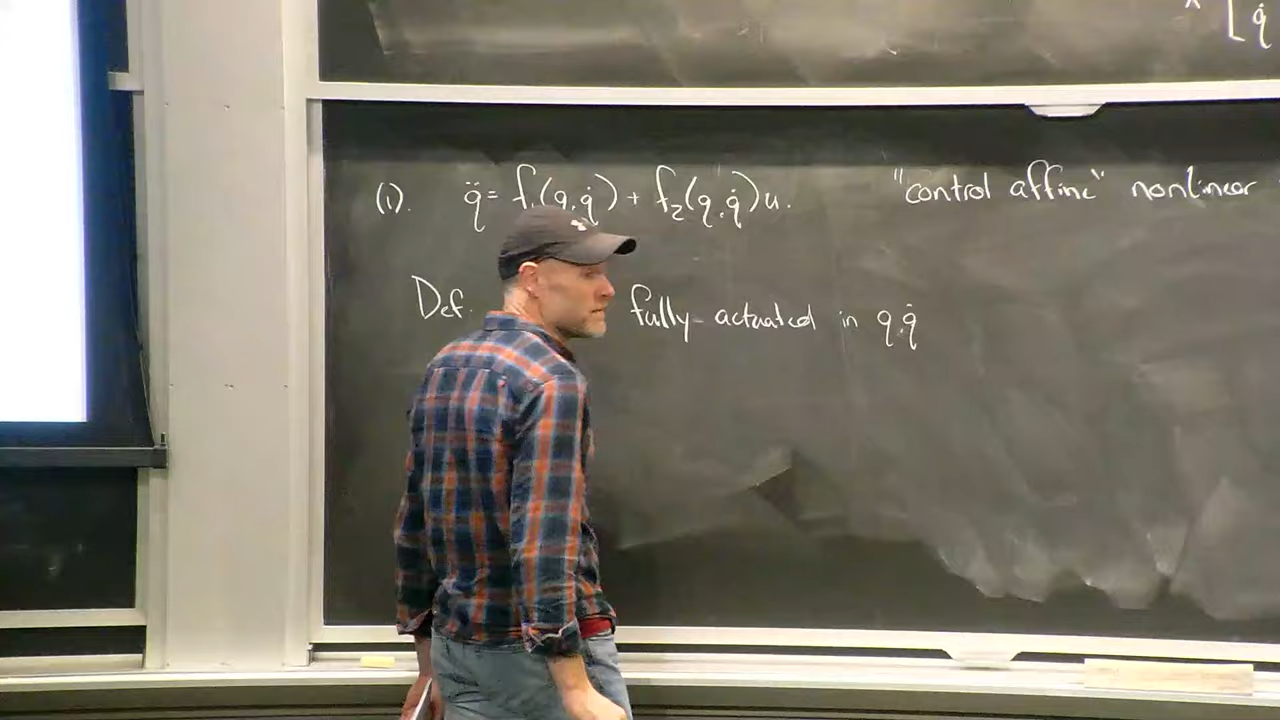 [q̇
(1). q̈ = f₁(q,q̇) + f₂(q,q̇)u. "control affine" nonlinear
Def. fully-actuated in q,q̇